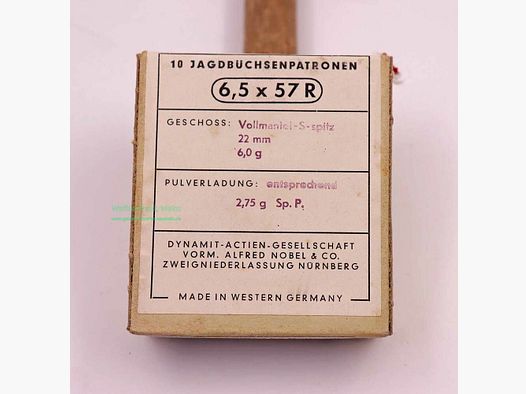 10 JAGDBÜCHSENPATRONEN
6,5 x 57 R
GESCHOSS: Vollmantel-S-spitz
22 mm
6,0 g
PULVERLADUNG: entsprechend
2,75 g Sp. P.
DYNAMIT-ACTIEN-GESELLSCHAFT
VORM. ALFRED NOBEL & CO.
ZWEIGNIEDERLASSUNG NÜRNBERG
MADE IN WESTERN GERMANY